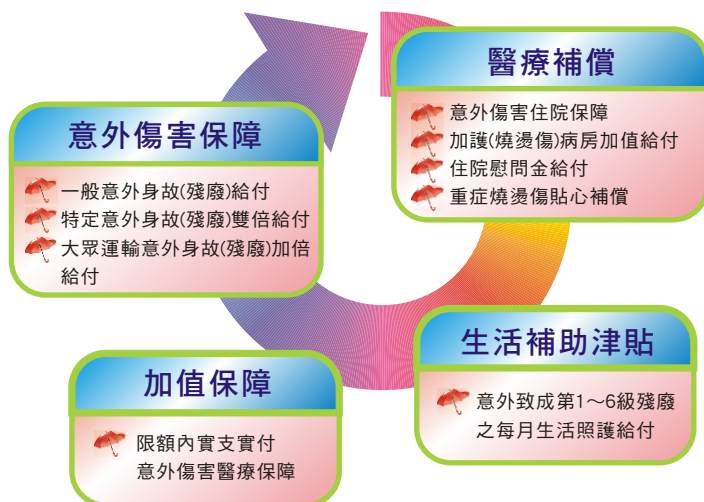 醫療補償
意外傷害住院保障
加護(燒燙傷)病房加值給付
住院慰問金給付
重症燒燙傷貼心補償
意外傷害保障
一般意外身故(殘廢)給付
特定意外身故(殘廢)雙倍給付
大眾運輸意外身故(殘廢)加倍
給付
生活補助津貼
意外致成第1～6級殘廢
之每月生活照護給付
加值保障
限額內實支實付
意外傷害醫療保障